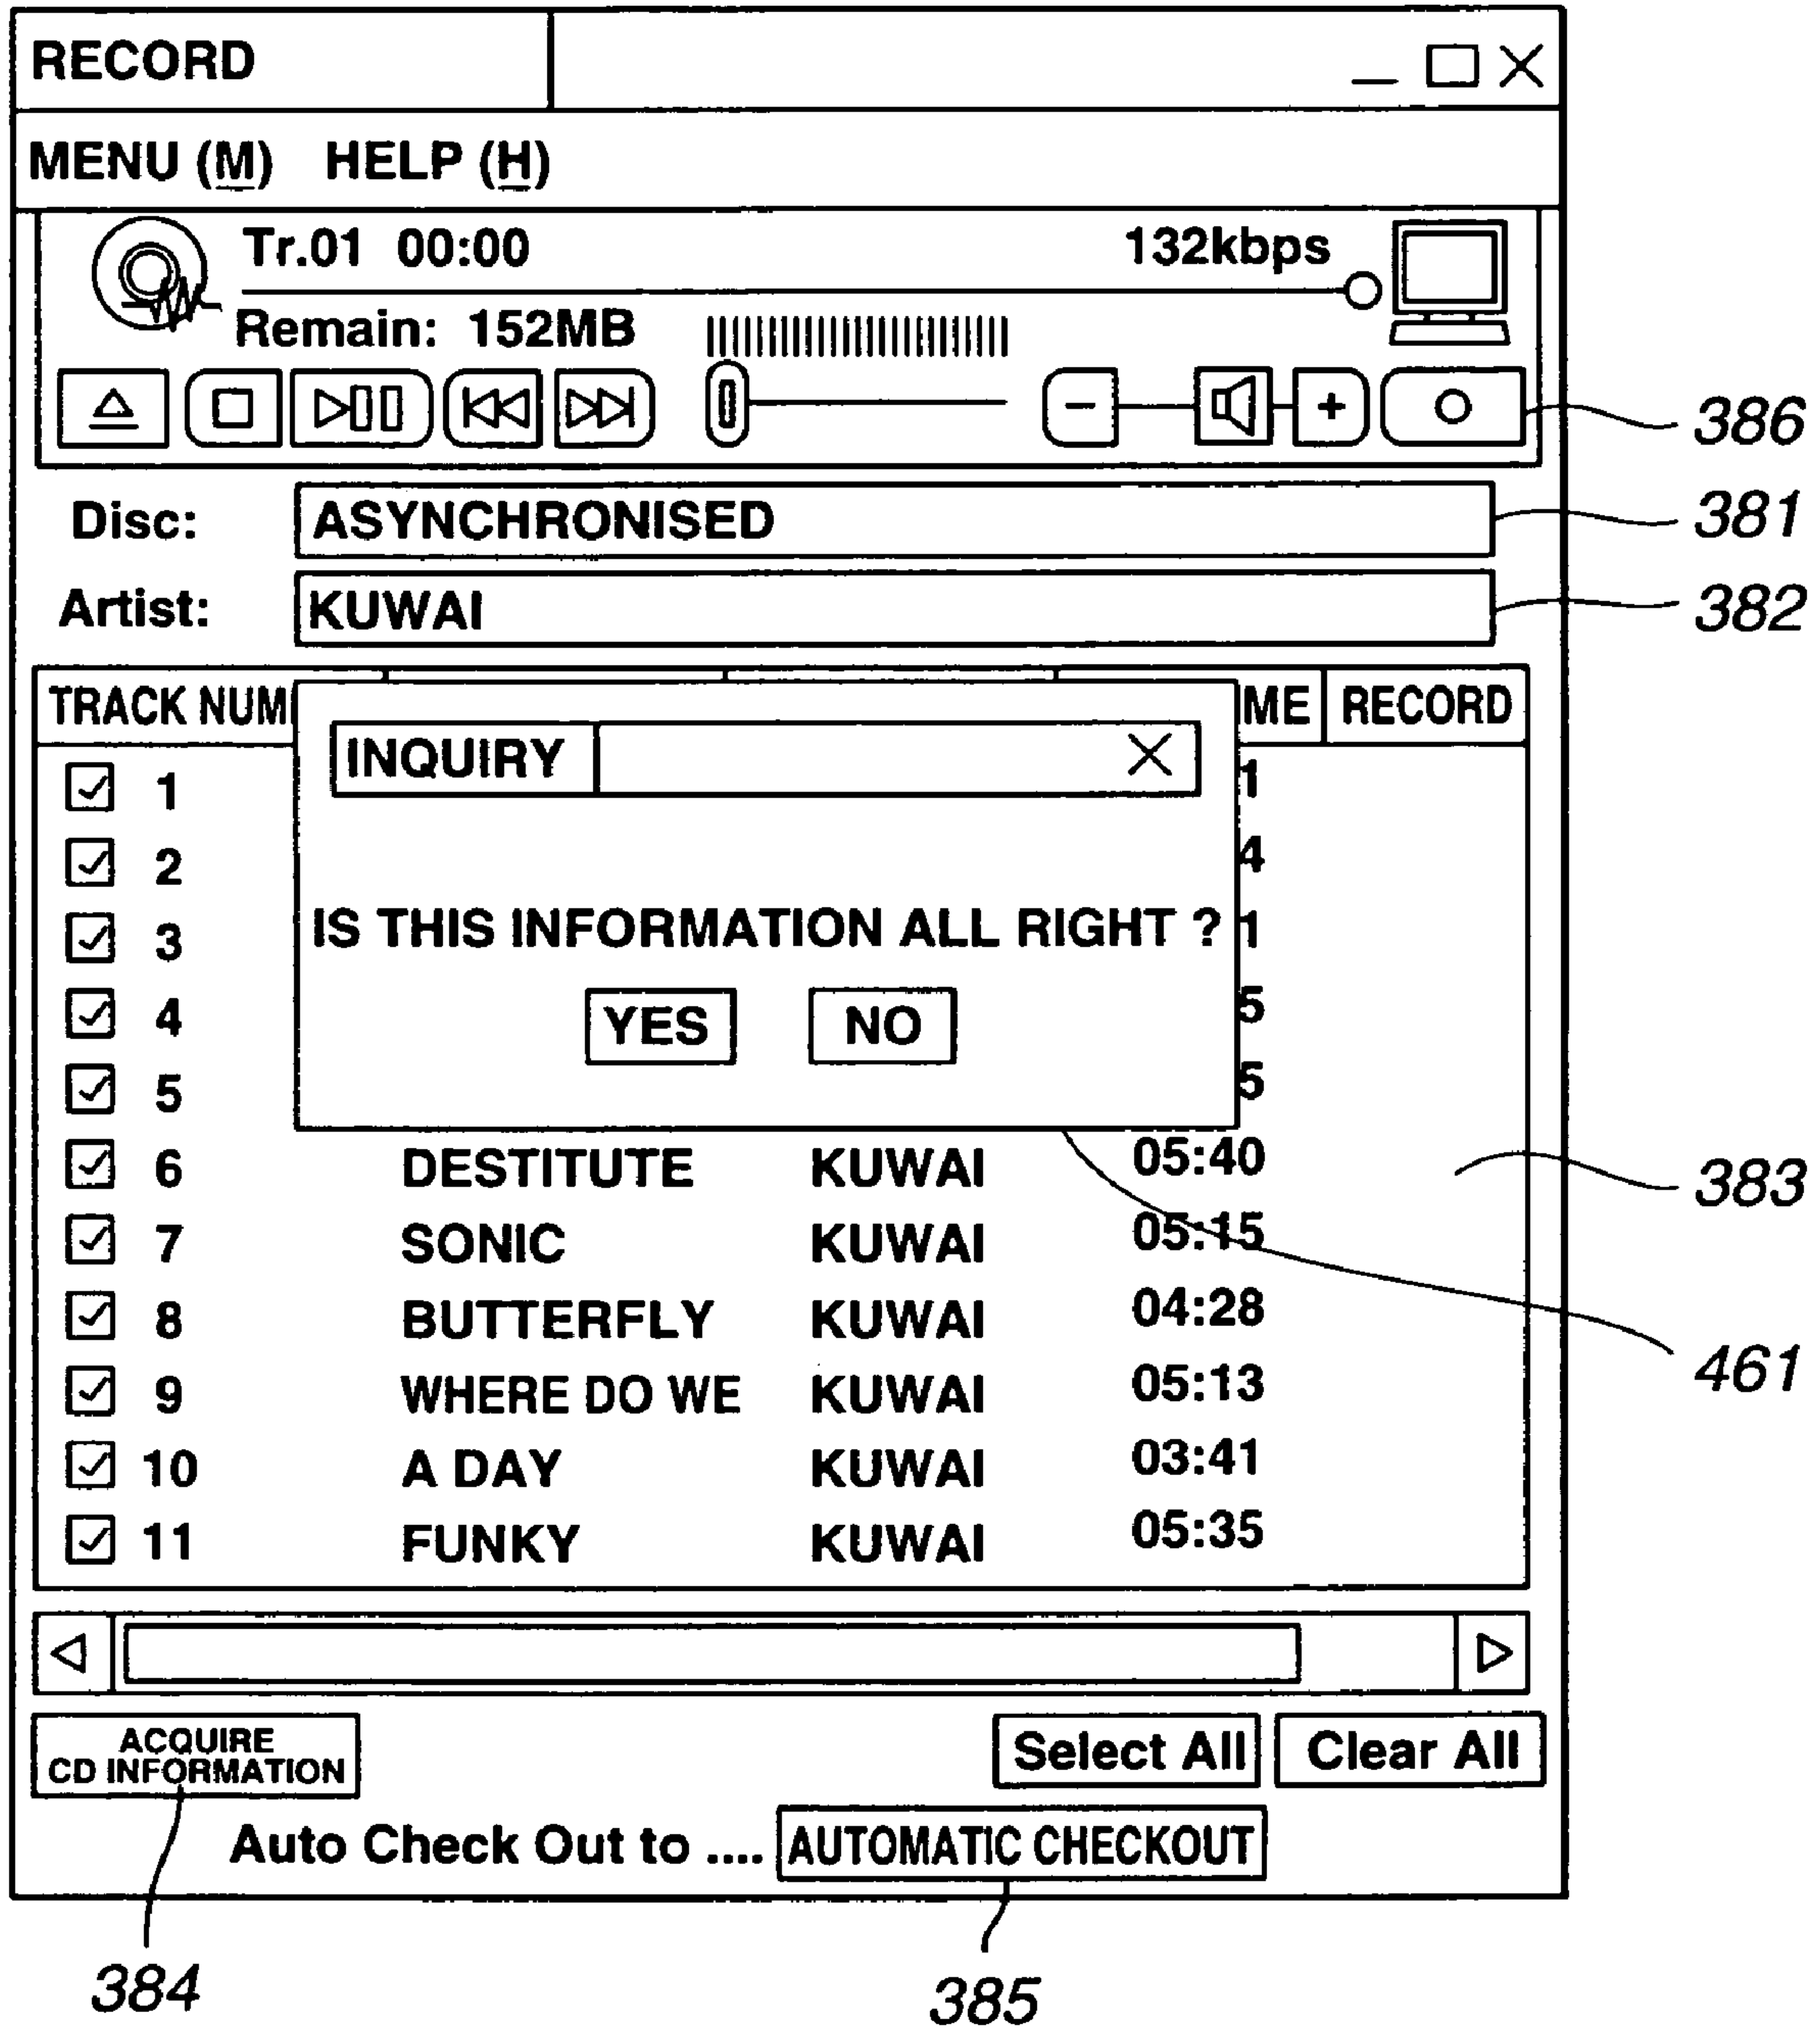 RECORD
MENU (M) HELP (H)
Tr.01 00:00 132kbps
Remain: 152MB
- + 386
Disc: ASYNCHRONISED 381
Artist: KUWAI 382
TRACK NUM ME RECORD
INQUIRY
1 1
2 4
3 IS THIS INFORMATION ALL RIGHT ? 1
4 YES NO 5
5 5
6 DESTITUTE KUWAI 05:40 383
7 SONIC KUWAI 05:15
8 BUTTERFLY KUWAI 04:28
461
9 WHERE DO WE KUWAI 05:13
10 A DAY KUWAI 03:41
11 FUNKY KUWAI 05:35
ACQUIRE
CD INFORMATION
Select All Clear All
Auto Check Out to .... AUTOMATIC CHECKOUT
384 385